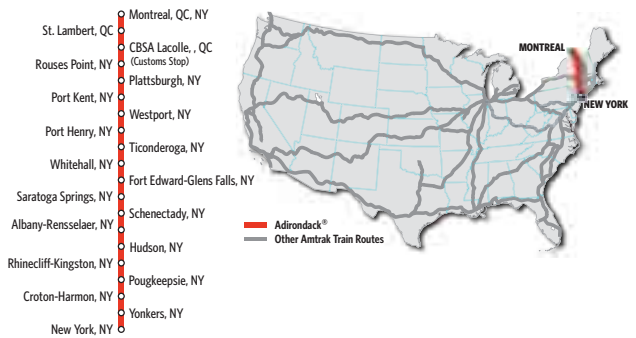 Montreal, QC, NY
St. Lambert, QC
CBSA Lacolle, , QC
(Customs Stop)
Rouses Point, NY
Plattsburgh, NY
Port Kent, NY
Westport, NY
Port Henry, NY
Ticonderoga, NY
Whitehall, NY
Fort Edward-Glens Falls, NY
Saratoga Springs, NY
Schenectady, NY
Albany-Rensselaer, NY
Hudson, NY
Rhinecliff-Kingston, NY
Pougkeepsie, NY
Croton-Harmon, NY
Yonkers, NY
New York, NY
MONTREAL
NEW YORK
Adirondack®
Other Amtrak Train Routes